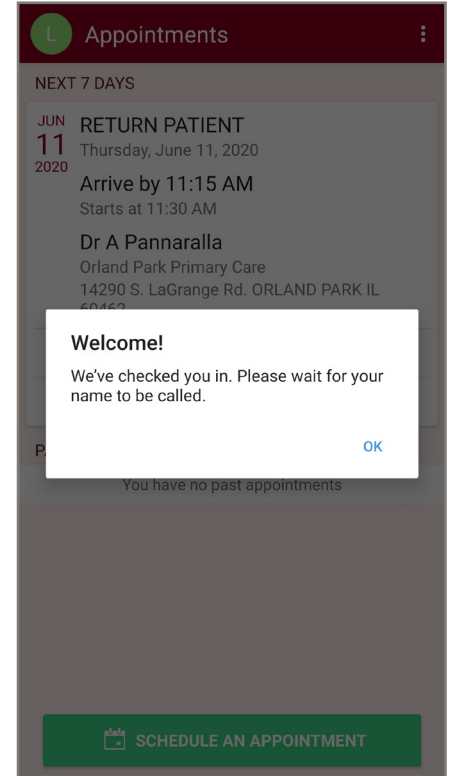 L Appointments
NEXT 7 DAYS
JUN
11
2020
RETURN PATIENT
Thursday, June 11, 2020
Arrive by 11:15 AM
Starts at 11:30 AM
Dr A Pannaralla
Orland Park Primary Care
14290 S. LaGrange Rd. ORLAND PARK IL
60462
Welcome!
We've checked you in. Please wait for your
name to be called.
OK
You have no past appointments
SCHEDULE AN APPOINTMENT